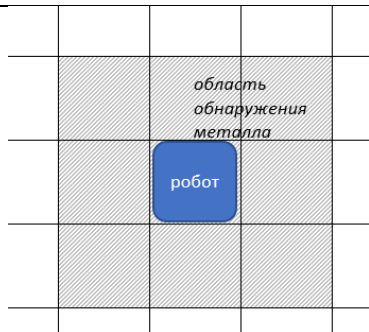 область
обнаружения
металла
робот